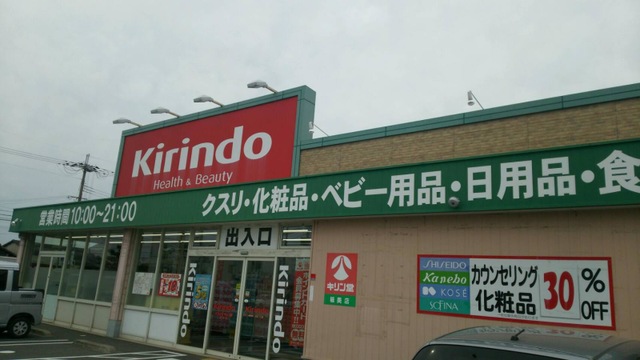 Kirindo
Health & Beauty
営業時間10:00〜21:00
クスリ・化粧品・ベビー用品・日用品・食
出入口
Kirindo
Kirindo
キリン堂
SHISEIDO
Kanebo
KOSÉ
SOFINA
カウンセリング
化粧品
30%
OFF